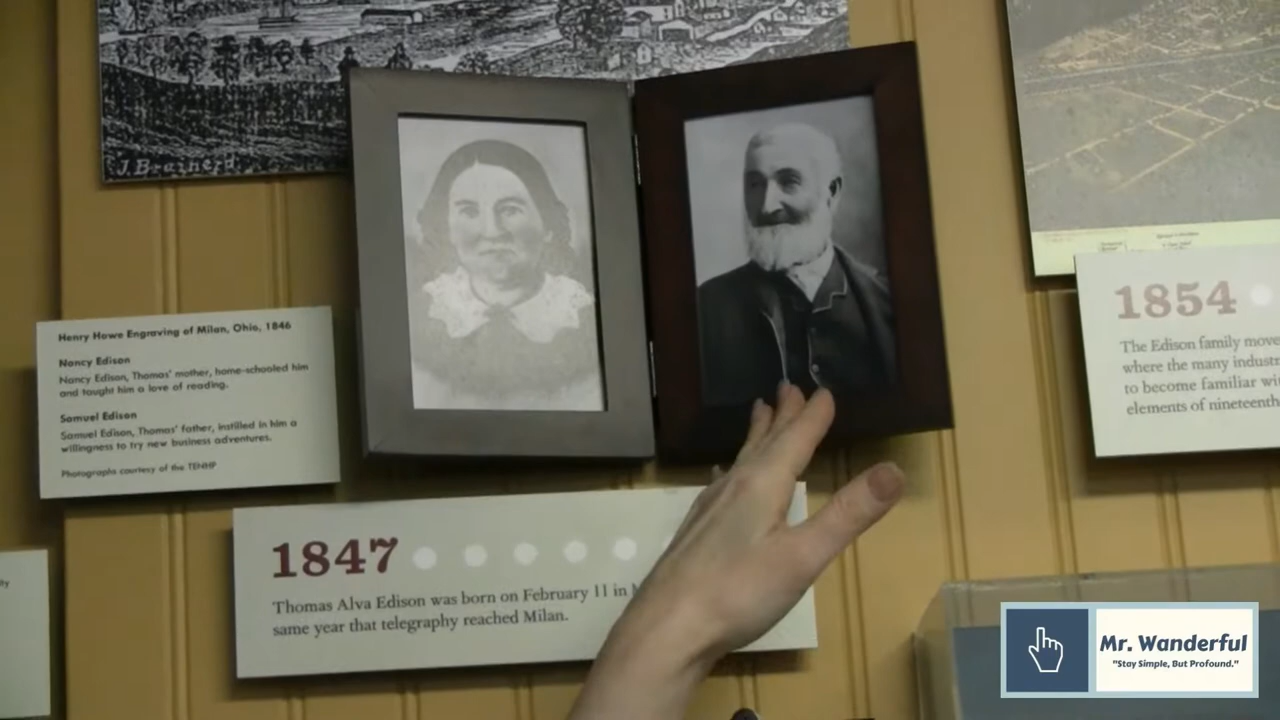 J. Brainerd.
Henry Howe Engraving of Milan, Ohio, 1846
Nancy Edison
Nancy Edison, Thomas' mother, home-schooled him
and taught him a love of reading.
Samuel Edison
Samuel Edison, Thomas' father, instilled in him a
willingness to try new business adventures.
Photographs courtesy of the TENHP
1847
Thomas Alva Edison was born on February 11 in
same year that telegraphy reached Milan.
1854
The Edison family move
where the many industr
to become familiar wi
elements of nineteenth
Mr. Wanderful
"Stay Simple, But Profound."